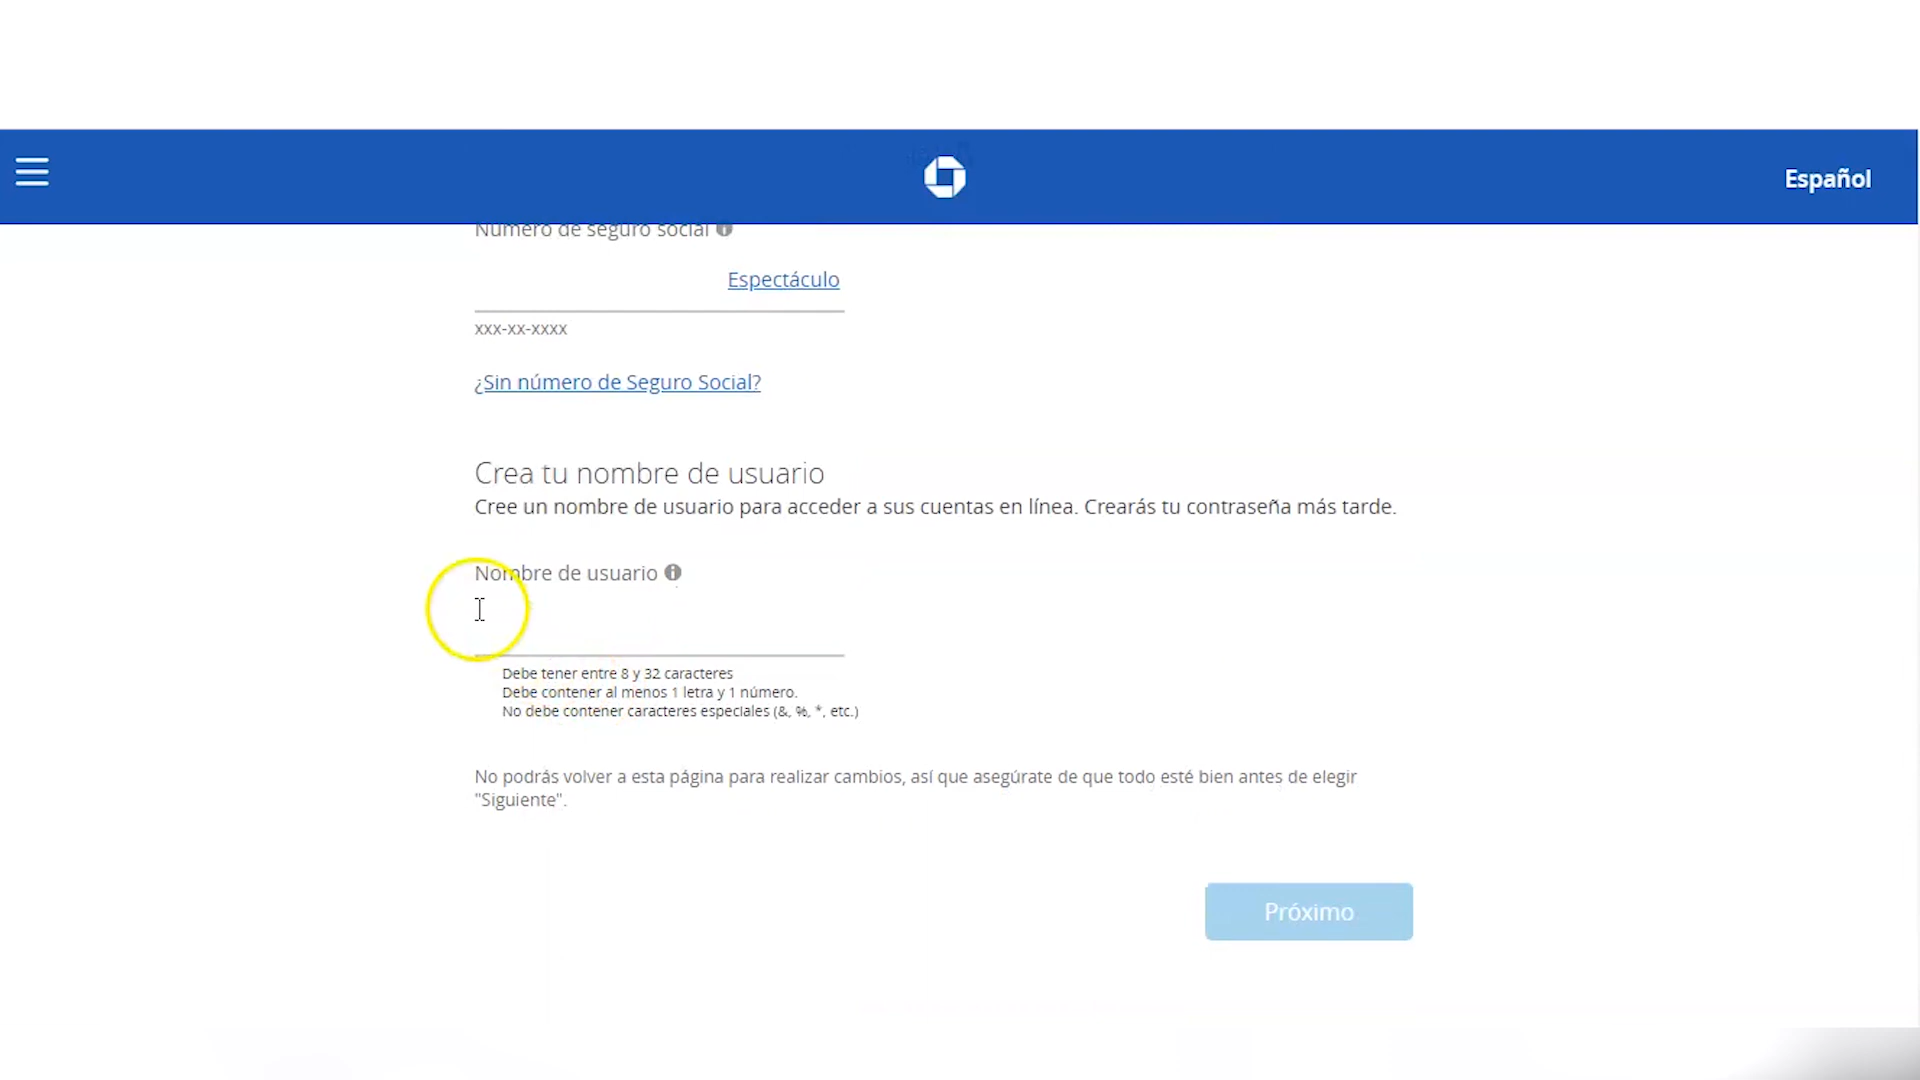 Español
Número de seguro social
Espectáculo
xxx-xx-xxxx
¿Sin número de Seguro Social?
Crea tu nombre de usuario
Cree un nombre de usuario para acceder a sus cuentas en línea. Crearás tu contraseña más tarde.
Nombre de usuario
Debe tener entre 8 y 32 caracteres
Debe contener al menos 1 letra y 1 número.
No debe contener caracteres especiales (&, %, *, etc.)
No podrás volver a esta página para realizar cambios, así que asegúrate de que todo esté bien antes de elegir
"Siguiente".
Próximo